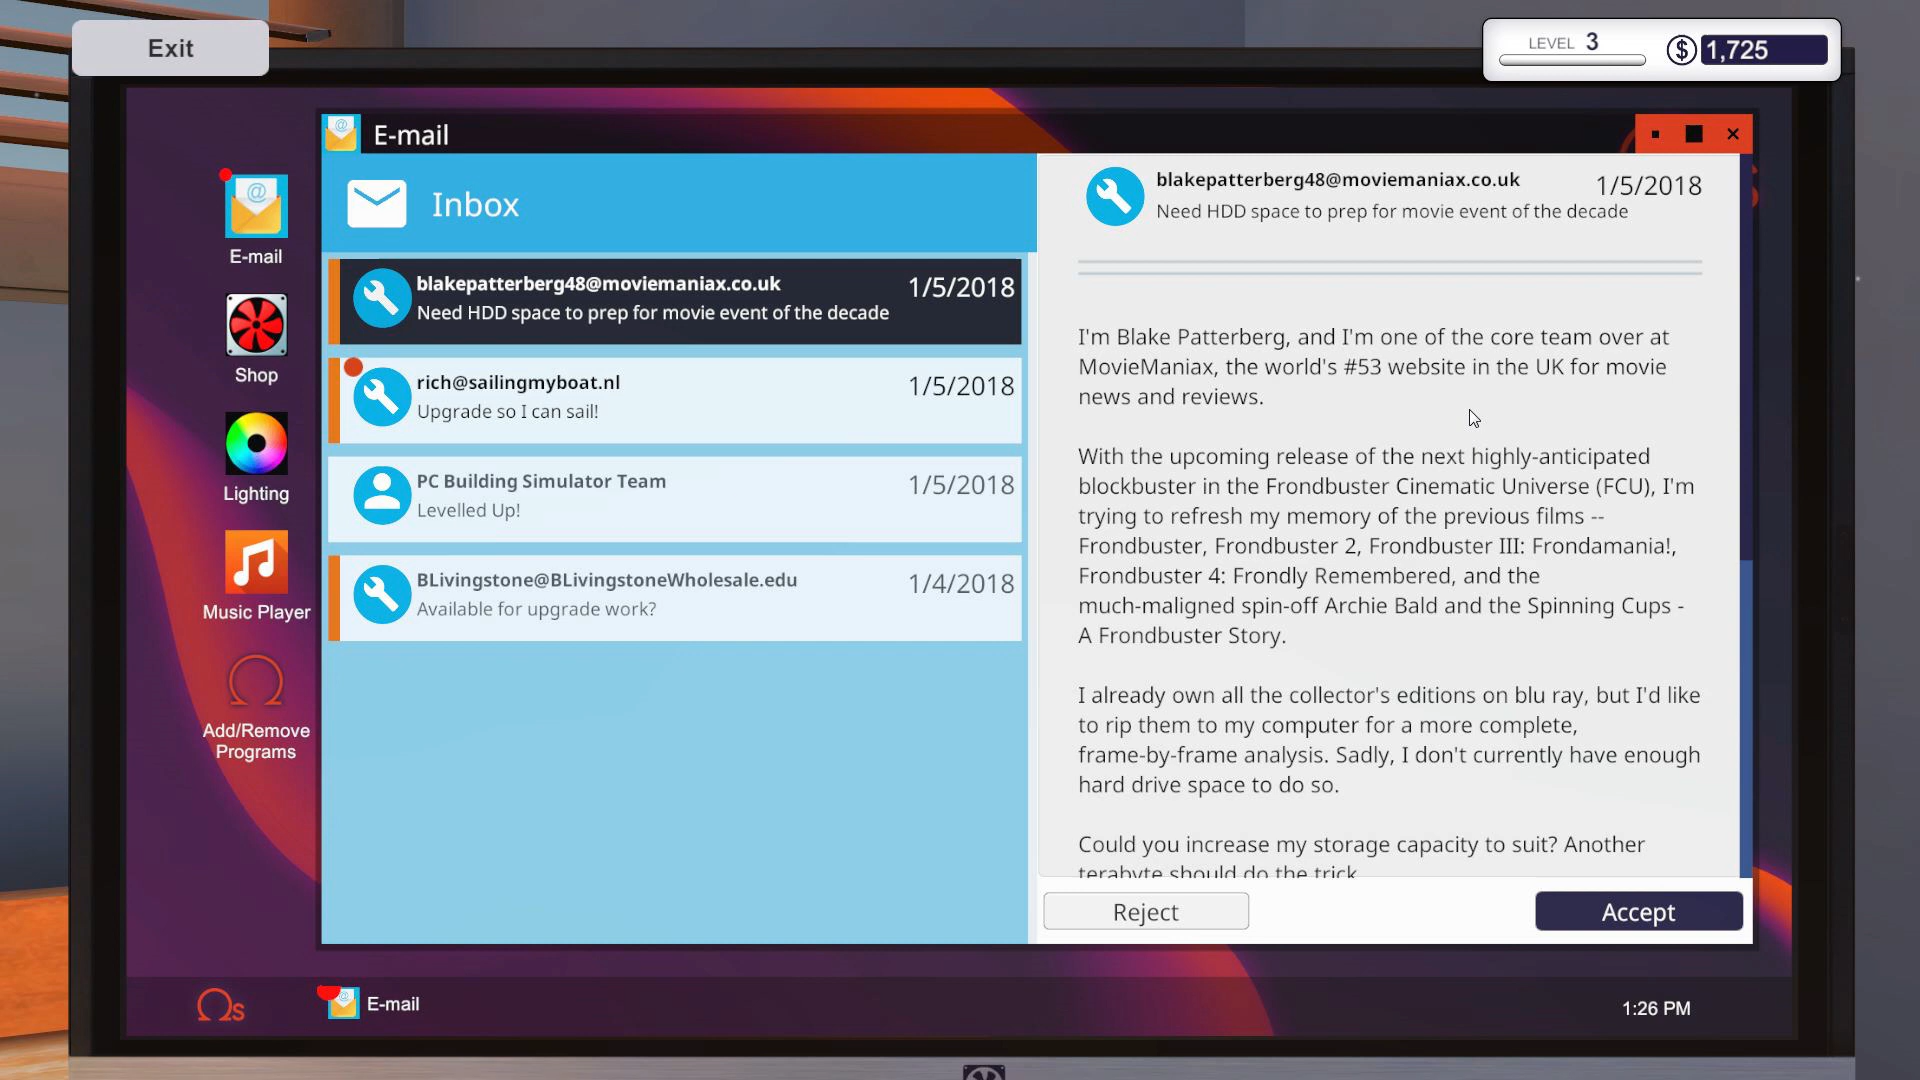 Exit
LEVEL 3
$ 1,725
E-mail
E-mail
Shop
Lighting
Music Player
Add/Remove
Programs
Inbox
blakepatterberg48@moviemaniax.co.uk
1/5/2018
Need HDD space to prep for movie event of the decade
rich@sailingmyboat.nl
1/5/2018
Upgrade so I can sail!
PC Building Simulator Team
1/5/2018
Levelled Up!
BLivingstone@BLivingstoneWholesale.edu
1/4/2018
Available for upgrade work?
blakepatterberg48@moviemaniax.co.uk
1/5/2018
Need HDD space to prep for movie event of the decade
I'm Blake Patterberg, and I'm one of the core team over at
MovieManiax, the world's #53 website in the UK for movie
news and reviews.
With the upcoming release of the next highly-anticipated
blockbuster in the Frondbuster Cinematic Universe (FCU), I'm
trying to refresh my memory of the previous films --
Frondbuster, Frondbuster 2, Frondbuster III: Frondamania!,
Frondbuster 4: Frondly Remembered, and the
much-maligned spin-off Archie Bald and the Spinning Cups -
A Frondbuster Story.
I already own all the collector's editions on blu ray, but I'd like
to rip them to my computer for a more complete,
frame-by-frame analysis. Sadly, I don't currently have enough
hard drive space to do so.
Could you increase my storage capacity to suit? Another
terabyte should do the trick
Reject
Accept
Ωs
E-mail
1:26 PM